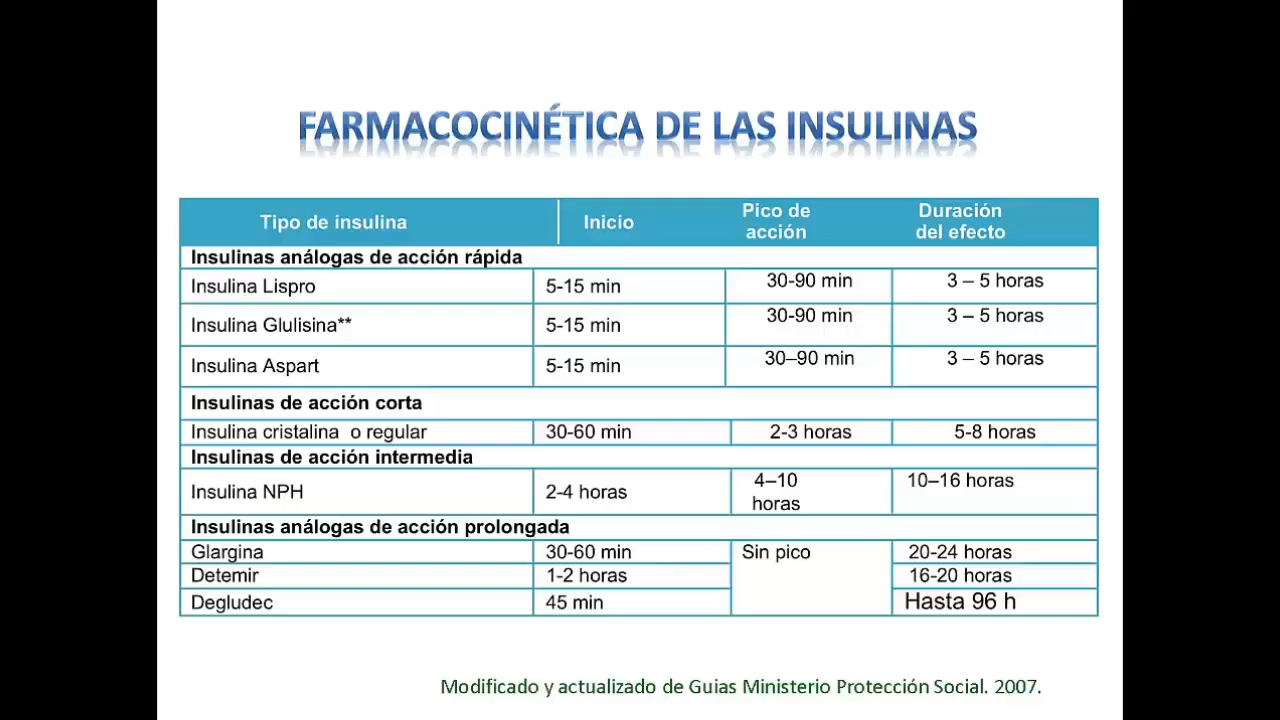 FARMACOCINÉTICA DE LAS INSULINAS
Tipo de insulina Inicio Pico de acción Duración del efecto
Insulinas análogas de acción rápida
Insulina Lispro 5-15 min 30-90 min 3 – 5 horas
Insulina Glulisina** 5-15 min 30-90 min 3 – 5 horas
Insulina Aspart 5-15 min 30–90 min 3 – 5 horas
Insulinas de acción corta
Insulina cristalina o regular 30-60 min 2-3 horas 5-8 horas
Insulinas de acción intermedia
Insulina NPH 2-4 horas 4–10 horas 10–16 horas
Insulinas análogas de acción prolongada
Glargina 30-60 min Sin pico 20-24 horas
Detemir 1-2 horas 16-20 horas
Degludec 45 min Hasta 96 h
Modificado y actualizado de Guias Ministerio Protección Social. 2007.